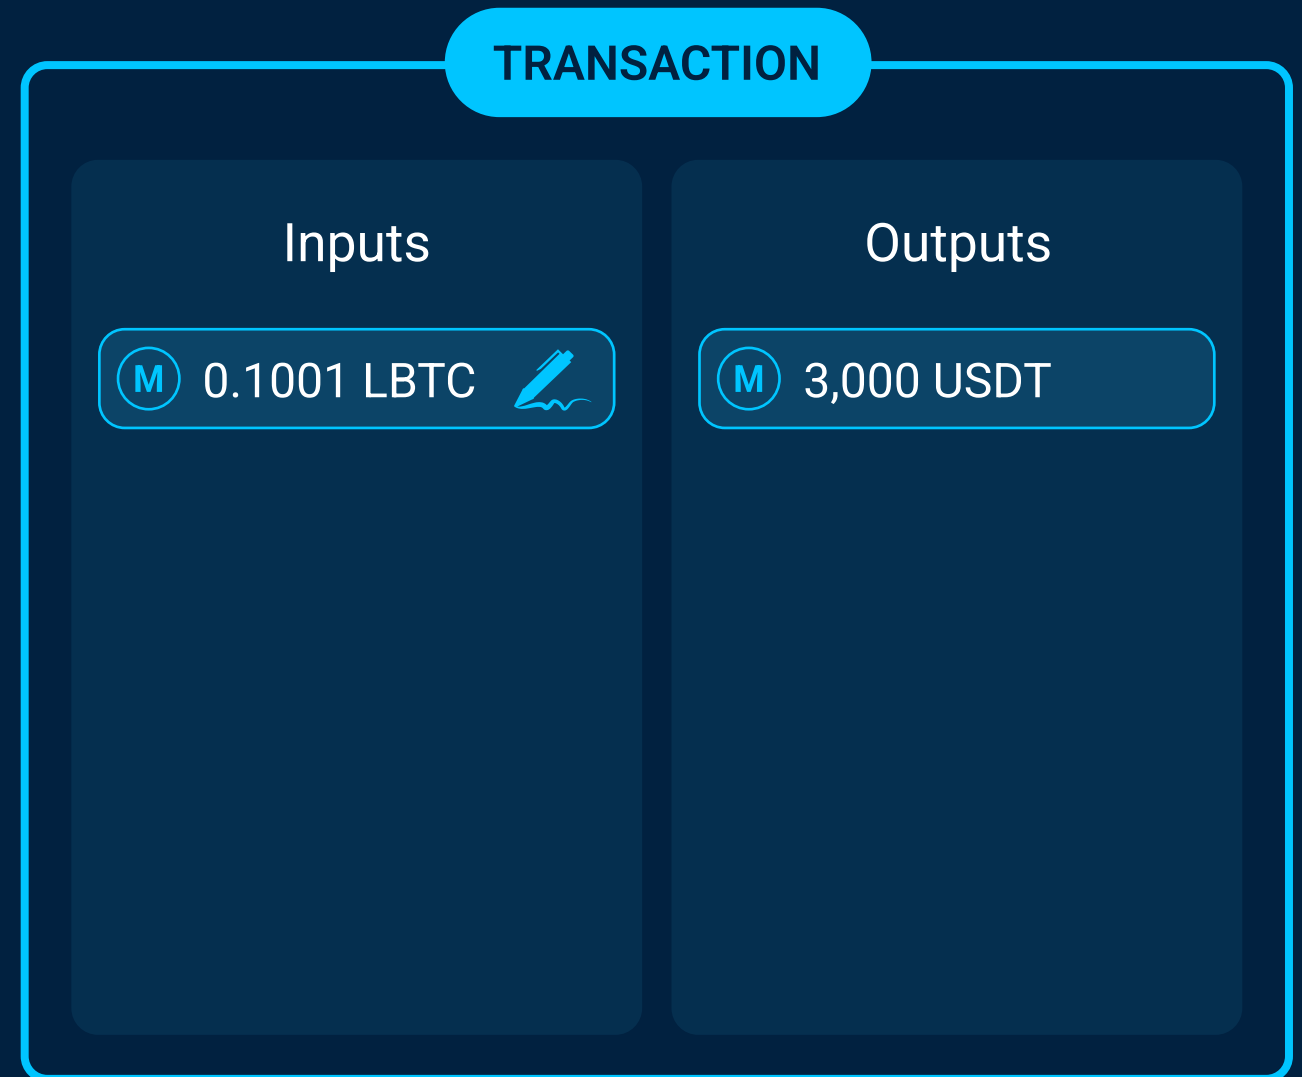 TRANSACTION
Inputs
M 0.1001 LBTC
Outputs
M 3,000 USDT